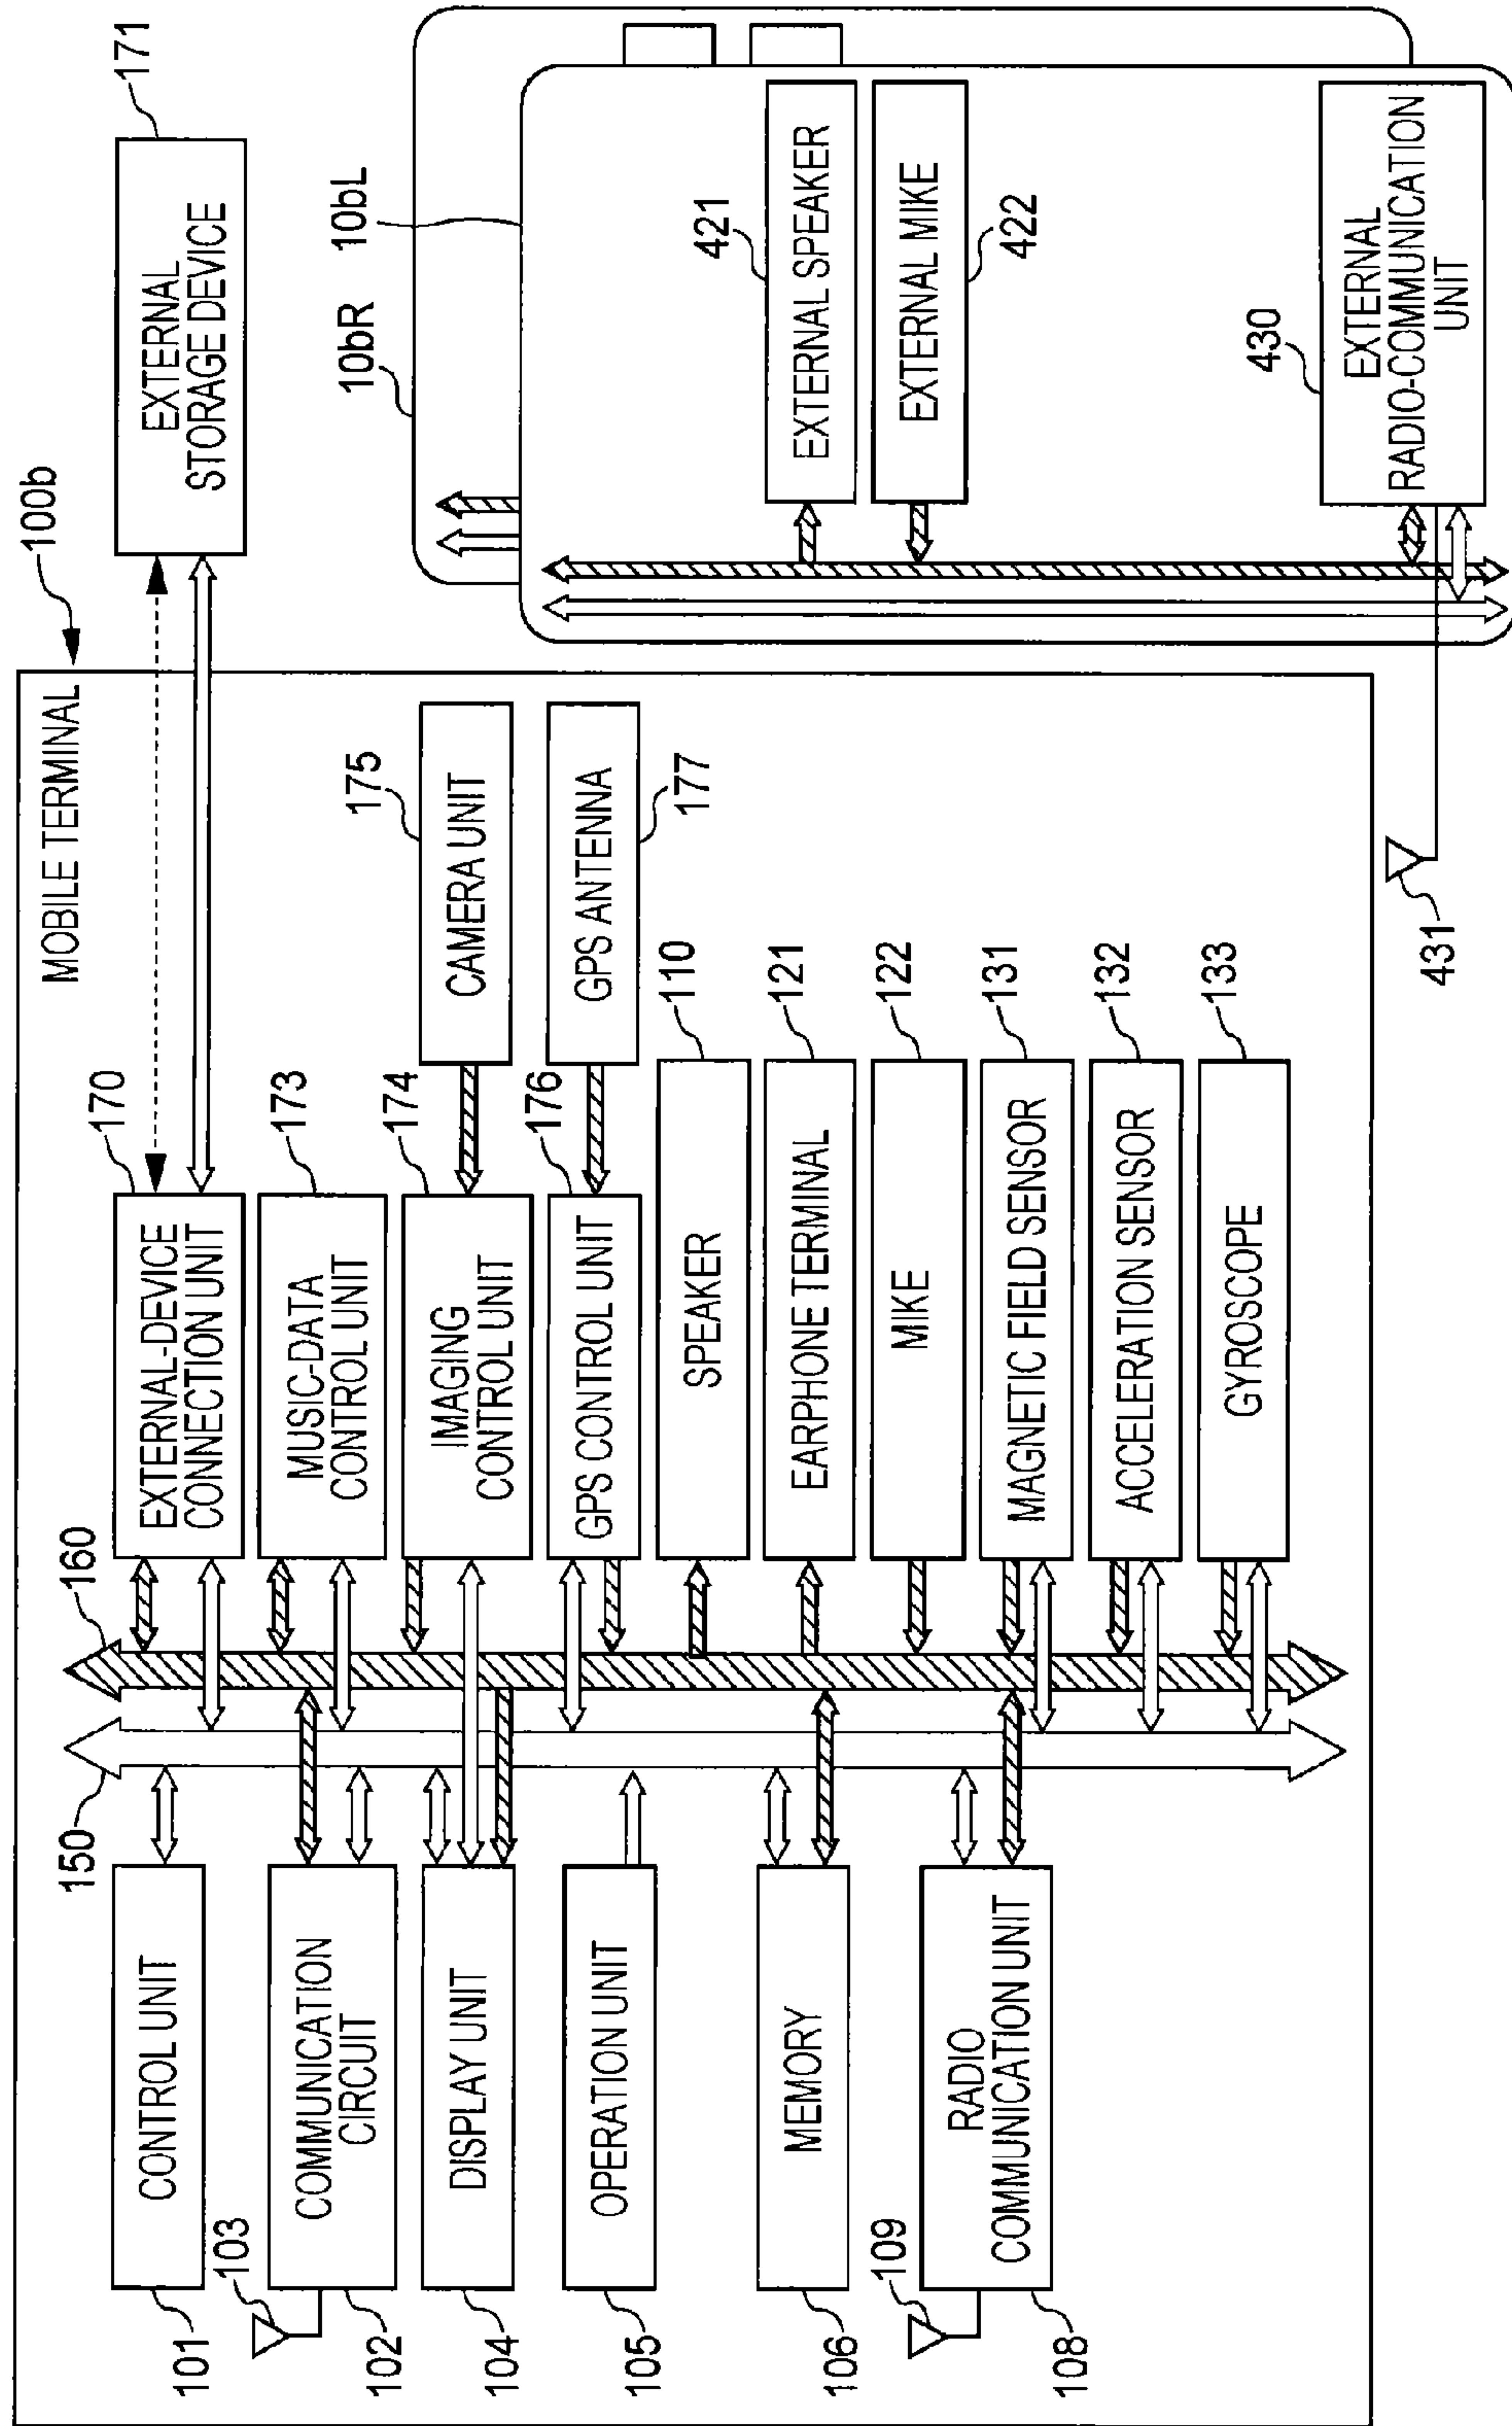 MOBILE TERMINAL
100b
101
CONTROL UNIT
103
102
COMMUNICATION
CIRCUIT
104
DISPLAY UNIT
105
OPERATION UNIT
106
MEMORY
109
108
RADIO
COMMUNICATION UNIT
150
160
170
EXTERNAL-DEVICE
CONNECTION UNIT
173
MUSIC-DATA
CONTROL UNIT
174
IMAGING
CONTROL UNIT
176
GPS CONTROL UNIT
175
CAMERA UNIT
177
GPS ANTENNA
110
SPEAKER
121
EARPHONE TERMINAL
122
MIKE
131
MAGNETIC FIELD SENSOR
132
ACCELERATION SENSOR
133
GYROSCOPE
171
EXTERNAL
STORAGE DEVICE
10bR
10bL
421
EXTERNAL SPEAKER
EXTERNAL MIKE
422
430
EXTERNAL
RADIO-COMMUNICATION
UNIT
431